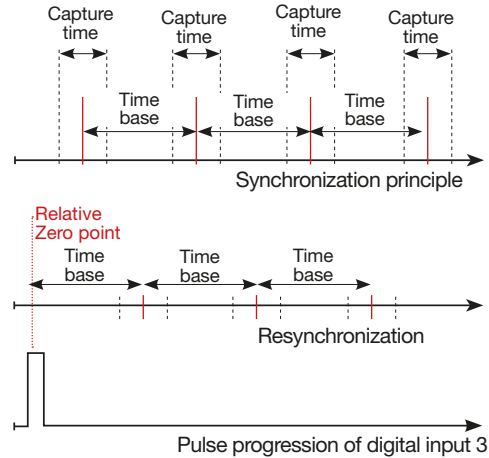 Capture
time
Capture
time
Capture
time
Capture
time
Time
base
Time
base
Time
base
Synchronization principle
Relative
Zero point
Time
base
Time
base
Time
base
Resynchronization
Pulse progression of digital input 3